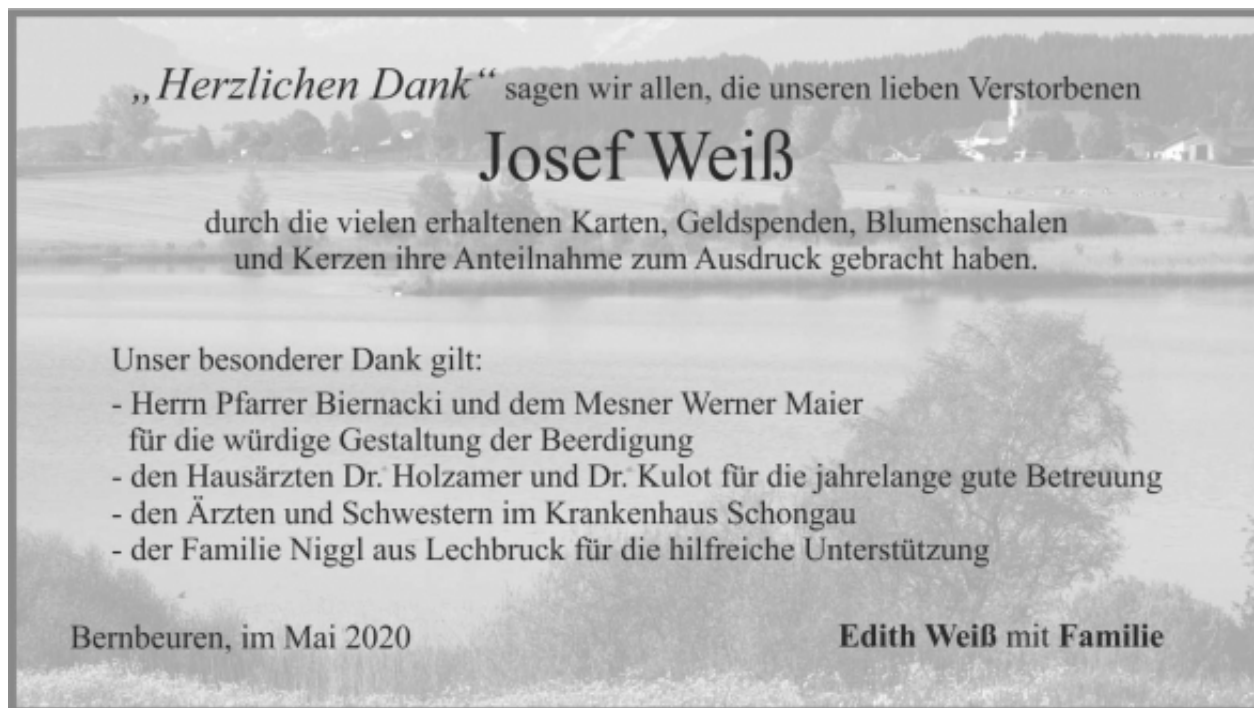 „Herzlichen Dank“ sagen wir allen, die unseren lieben Verstorbenen
Josef Weiß
durch die vielen erhaltenen Karten, Geldspenden, Blumenschalen
und Kerzen ihre Anteilnahme zum Ausdruck gebracht haben.
Unser besonderer Dank gilt:
- Herrn Pfarrer Biernacki und dem Mesner Werner Maier
für die würdige Gestaltung der Beerdigung
- den Hausärzten Dr. Holzamer und Dr. Kulot für die jahrelange gute Betreuung
- den Ärzten und Schwestern im Krankenhaus Schongau
- der Familie Niggl aus Lechbruck für die hilfreiche Unterstützung
Bernbeuren, im Mai 2020 Edith Weiß mit Familie